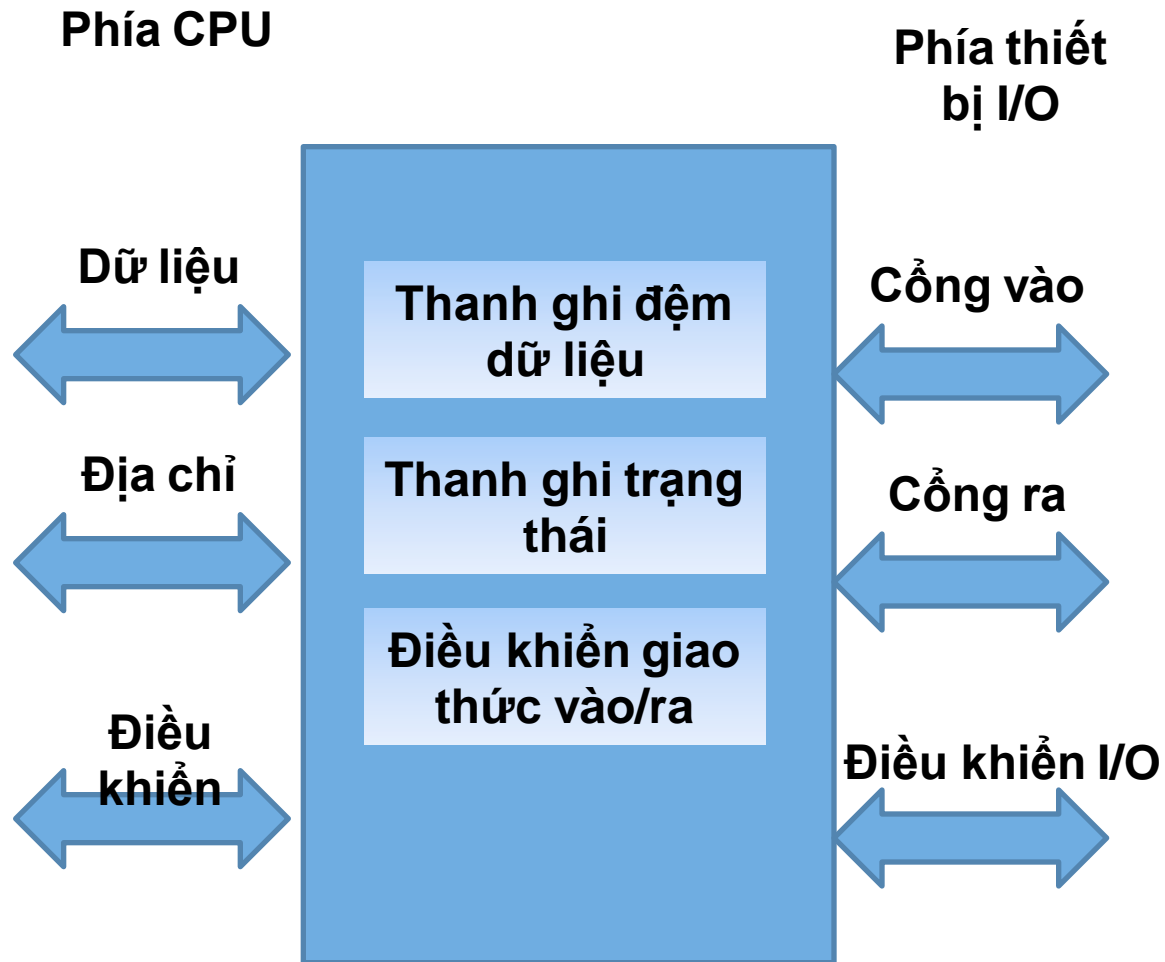 Phía CPU
Phía thiết
bị I/O
Dữ liệu
Địa chỉ
Điều
khiển
Thanh ghi đệm
dữ liệu
Thanh ghi trạng
thái
Điều khiển giao
thức vào/ra
Cổng vào
Cổng ra
Điều khiển I/O